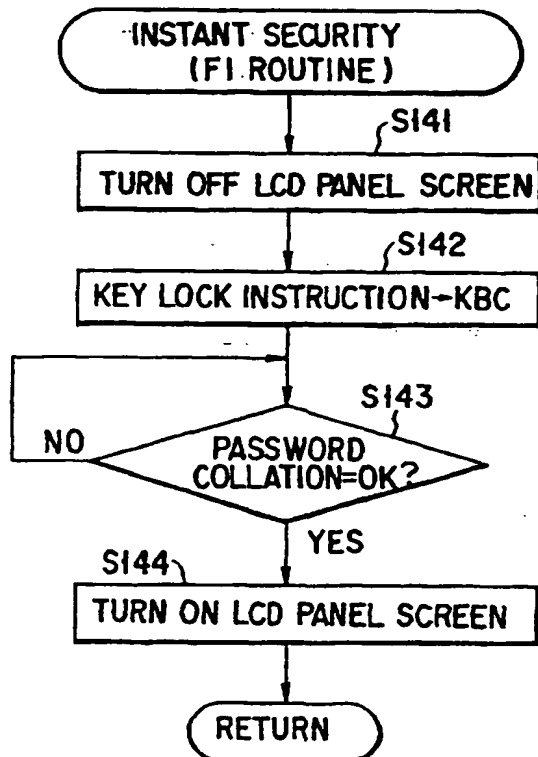 INSTANT SECURITY
(F1 ROUTINE)
S141
TURN OFF LCD PANEL SCREEN
S142
KEY LOCK INSTRUCTION→KBC
S143
NO
PASSWORD
COLLATION=OK?
YES
S144
TURN ON LCD PANEL SCREEN
RETURN